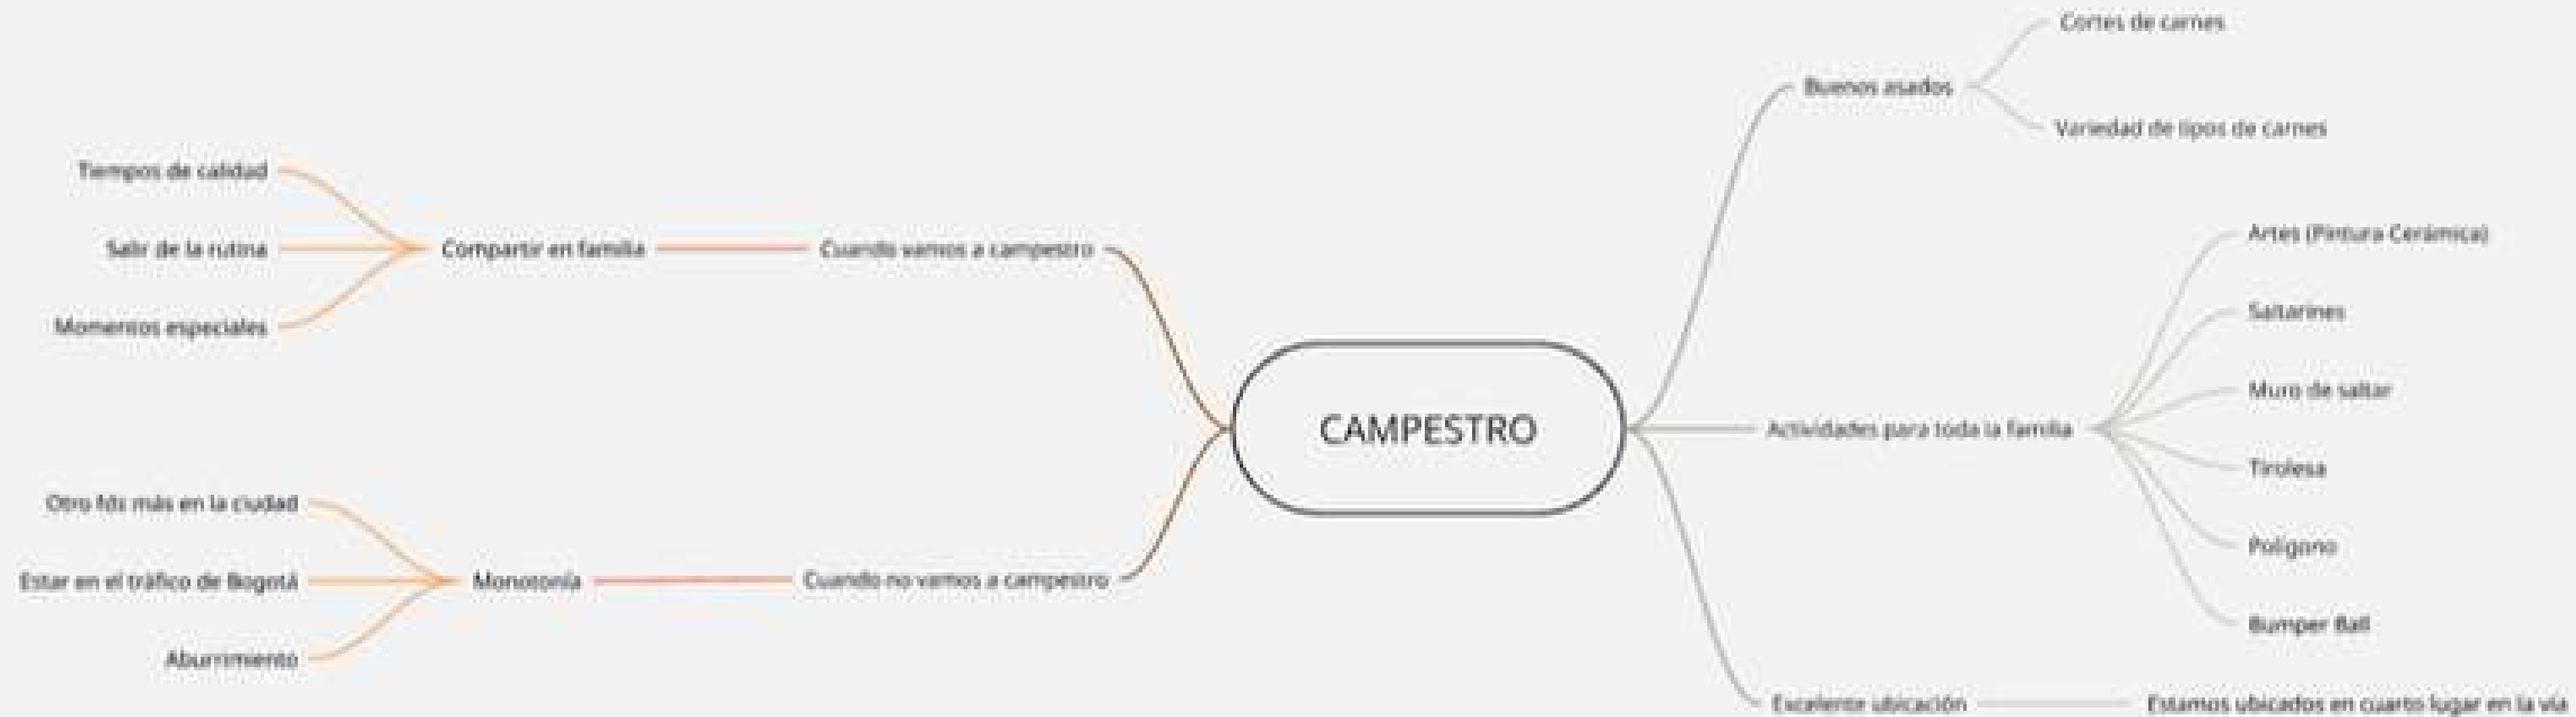 Cortes de carnes
Buenos asados
Variedad de tipos de carnes
Tiempos de calidad
Salir de la rutina
Compartir en familia
Cuando vamos a campestro
Momentos especiales
Artes (Pintura Cerámica)
Saltarines
Muro de saltar
CAMPESTRO
Actividades para toda la familia
Tirolesa
Polígono
Bumper Ball
Otro fds más en la ciudad
Estar en el tráfico de Bogotá
Monotonía
Cuando no vamos a campestro
Aburrimiento
Excelente ubicación
Estamos ubicados en cuarto lugar en la vía